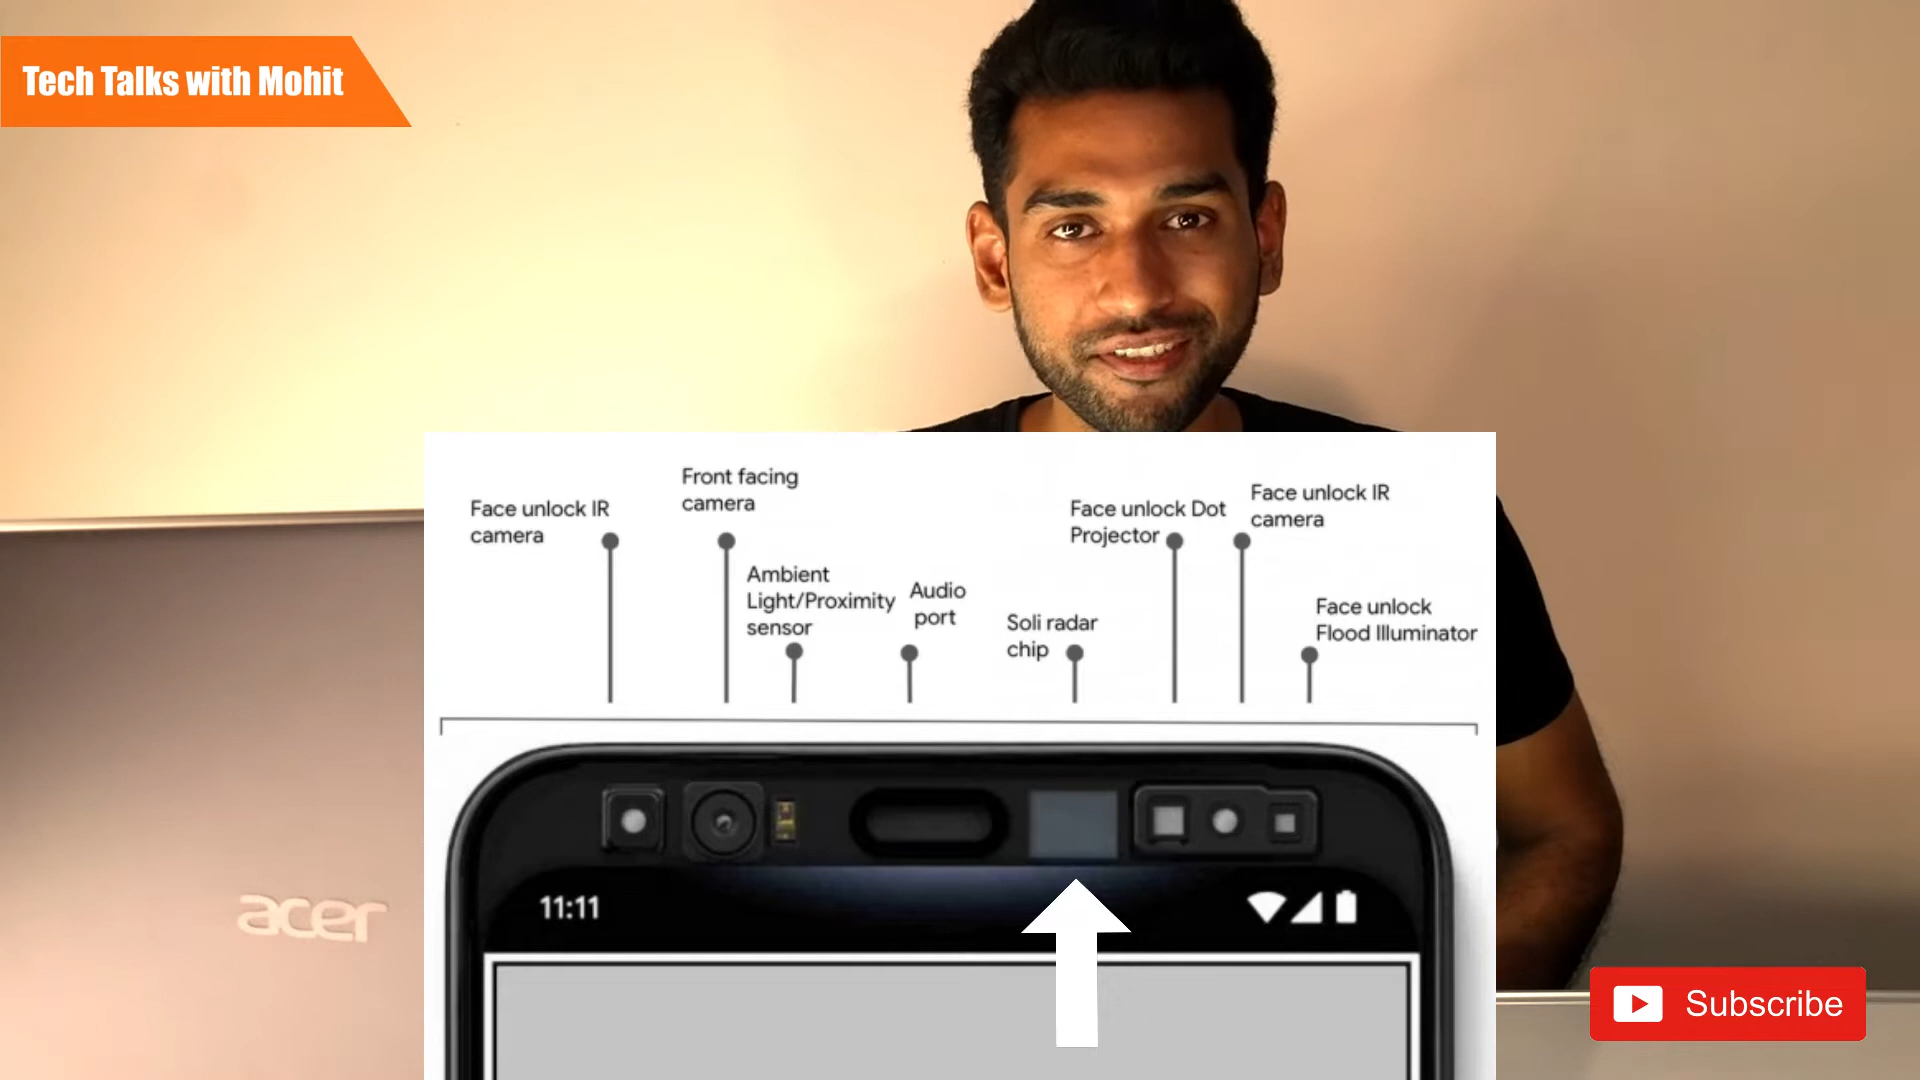 Tech Talks with Mohit
Front facing
camera
Face unlock IR
camera
Face unlock Dot
Projector
Face unlock IR
camera
Ambient
Light/Proximity
sensor
Audio
port
Soli radar
chip
Face unlock
Flood Illuminator
11:11
acer
Subscribe